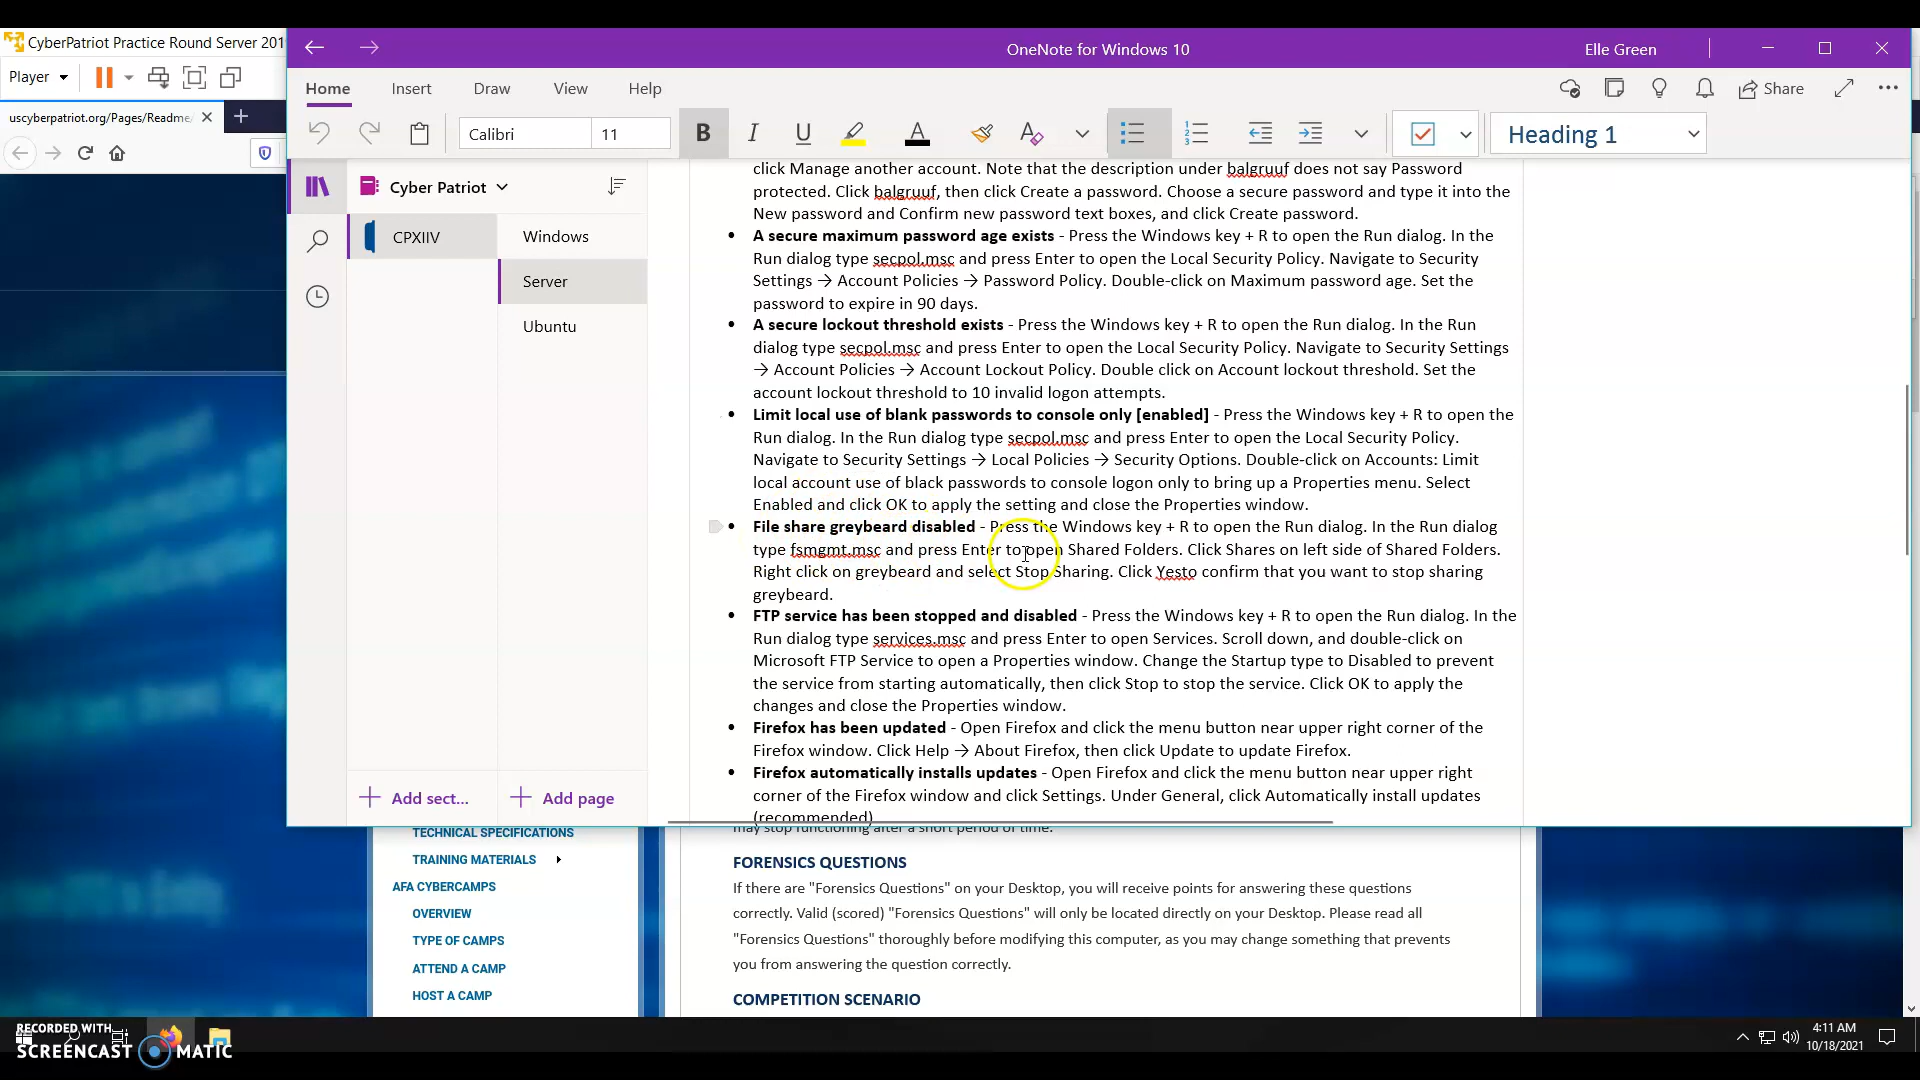 CyberPatriot Practice Round Server 201
OneNote for Windows 10
Elle Green
Player
Home
Insert
Draw
View
Help
Share
uscyberpatriot.org/Pages/Readme/
Calibri
11
B
I
U
A
A
Heading 1
Cyber Patriot
CPXIIV
Windows
Server
Ubuntu
Add sect...
Add page
click Manage another account. Note that the description under balgruuf does not say Password
protected. Click balgruuf, then click Create a password. Choose a secure password and type it into the
New password and Confirm new password text boxes, and click Create password.
• A secure maximum password age exists - Press the Windows key + R to open the Run dialog. In the
Run dialog type secpol.msc and press Enter to open the Local Security Policy. Navigate to Security
Settings → Account Policies → Password Policy. Double-click on Maximum password age. Set the
password to expire in 90 days.
• A secure lockout threshold exists - Press the Windows key + R to open the Run dialog. In the Run
dialog type secpol.msc and press Enter to open the Local Security Policy. Navigate to Security Settings
→ Account Policies → Account Lockout Policy. Double click on Account lockout threshold. Set the
account lockout threshold to 10 invalid logon attempts.
• Limit local use of blank passwords to console only [enabled] - Press the Windows key + R to open the
Run dialog. In the Run dialog type secpol.msc and press Enter to open the Local Security Policy.
Navigate to Security Settings → Local Policies → Security Options. Double-click on Accounts: Limit
local account use of black passwords to console logon only to bring up a Properties menu. Select
Enabled and click OK to apply the setting and close the Properties window.
• File share greybeard disabled - Press the Windows key + R to open the Run dialog. In the Run dialog
type fsmgmt.msc and press Enter to open Shared Folders. Click Shares on left side of Shared Folders.
Right click on greybeard and select Stop Sharing. Click Yesto confirm that you want to stop sharing
greybeard.
• FTP service has been stopped and disabled - Press the Windows key + R to open the Run dialog. In the
Run dialog type services.msc and press Enter to open Services. Scroll down, and double-click on
Microsoft FTP Service to open a Properties window. Change the Startup type to Disabled to prevent
the service from starting automatically, then click Stop to stop the service. Click OK to apply the
changes and close the Properties window.
• Firefox has been updated - Open Firefox and click the menu button near upper right corner of the
Firefox window. Click Help → About Firefox, then click Update to update Firefox.
• Firefox automatically installs updates - Open Firefox and click the menu button near upper right
corner of the Firefox window and click Settings. Under General, click Automatically install updates
(recommended)
may stop functioning after a short period of time.
TECHNICAL SPECIFICATIONS
TRAINING MATERIALS
AFA CYBERCAMPS
OVERVIEW
TYPE OF CAMPS
ATTEND A CAMP
HOST A CAMP
FORENSICS QUESTIONS
If there are "Forensics Questions" on your Desktop, you will receive points for answering these questions
correctly. Valid (scored) "Forensics Questions" will only be located directly on your Desktop. Please read all
"Forensics Questions" thoroughly before modifying this computer, as you may change something that prevents
you from answering the question correctly.
COMPETITION SCENARIO
RECORDED WITH
SCREENCAST MATIC
4:11 AM
10/18/2021